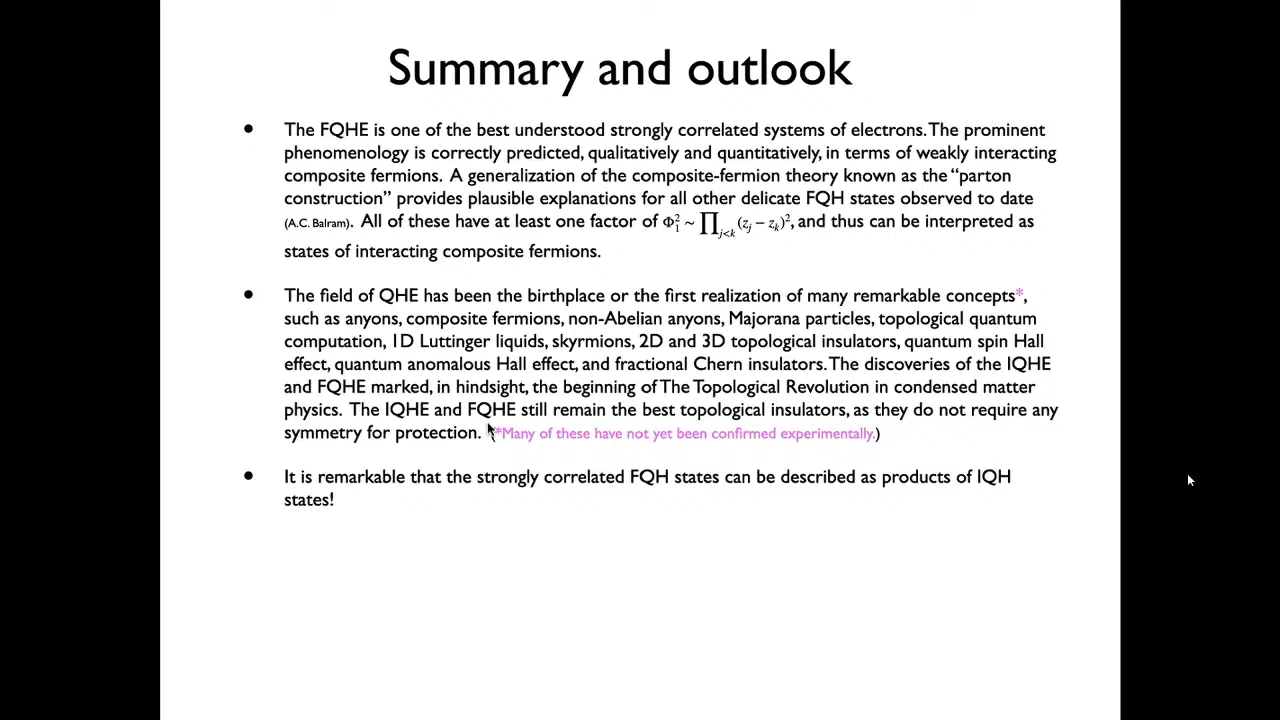 Summary and outlook
• The FQHE is one of the best understood strongly correlated systems of electrons. The prominent
phenomenology is correctly predicted, qualitatively and quantitatively, in terms of weakly interacting
composite fermions. A generalization of the composite-fermion theory known as the “parton
construction” provides plausible explanations for all other delicate FQH states observed to date
(A.C. Balram). All of these have at least one factor of Φ₁² ~ ∏_{j<k} (z_j − z_k)², and thus can be interpreted as
states of interacting composite fermions.
• The field of QHE has been the birthplace or the first realization of many remarkable concepts*,
such as anyons, composite fermions, non-Abelian anyons, Majorana particles, topological quantum
computation, 1D Luttinger liquids, skyrmions, 2D and 3D topological insulators, quantum spin Hall
effect, quantum anomalous Hall effect, and fractional Chern insulators. The discoveries of the IQHE
and FQHE marked, in hindsight, the beginning of The Topological Revolution in condensed matter
physics. The IQHE and FQHE still remain the best topological insulators, as they do not require any
symmetry for protection. (*Many of these have not yet been confirmed experimentally.)
• It is remarkable that the strongly correlated FQH states can be described as products of IQH
states!